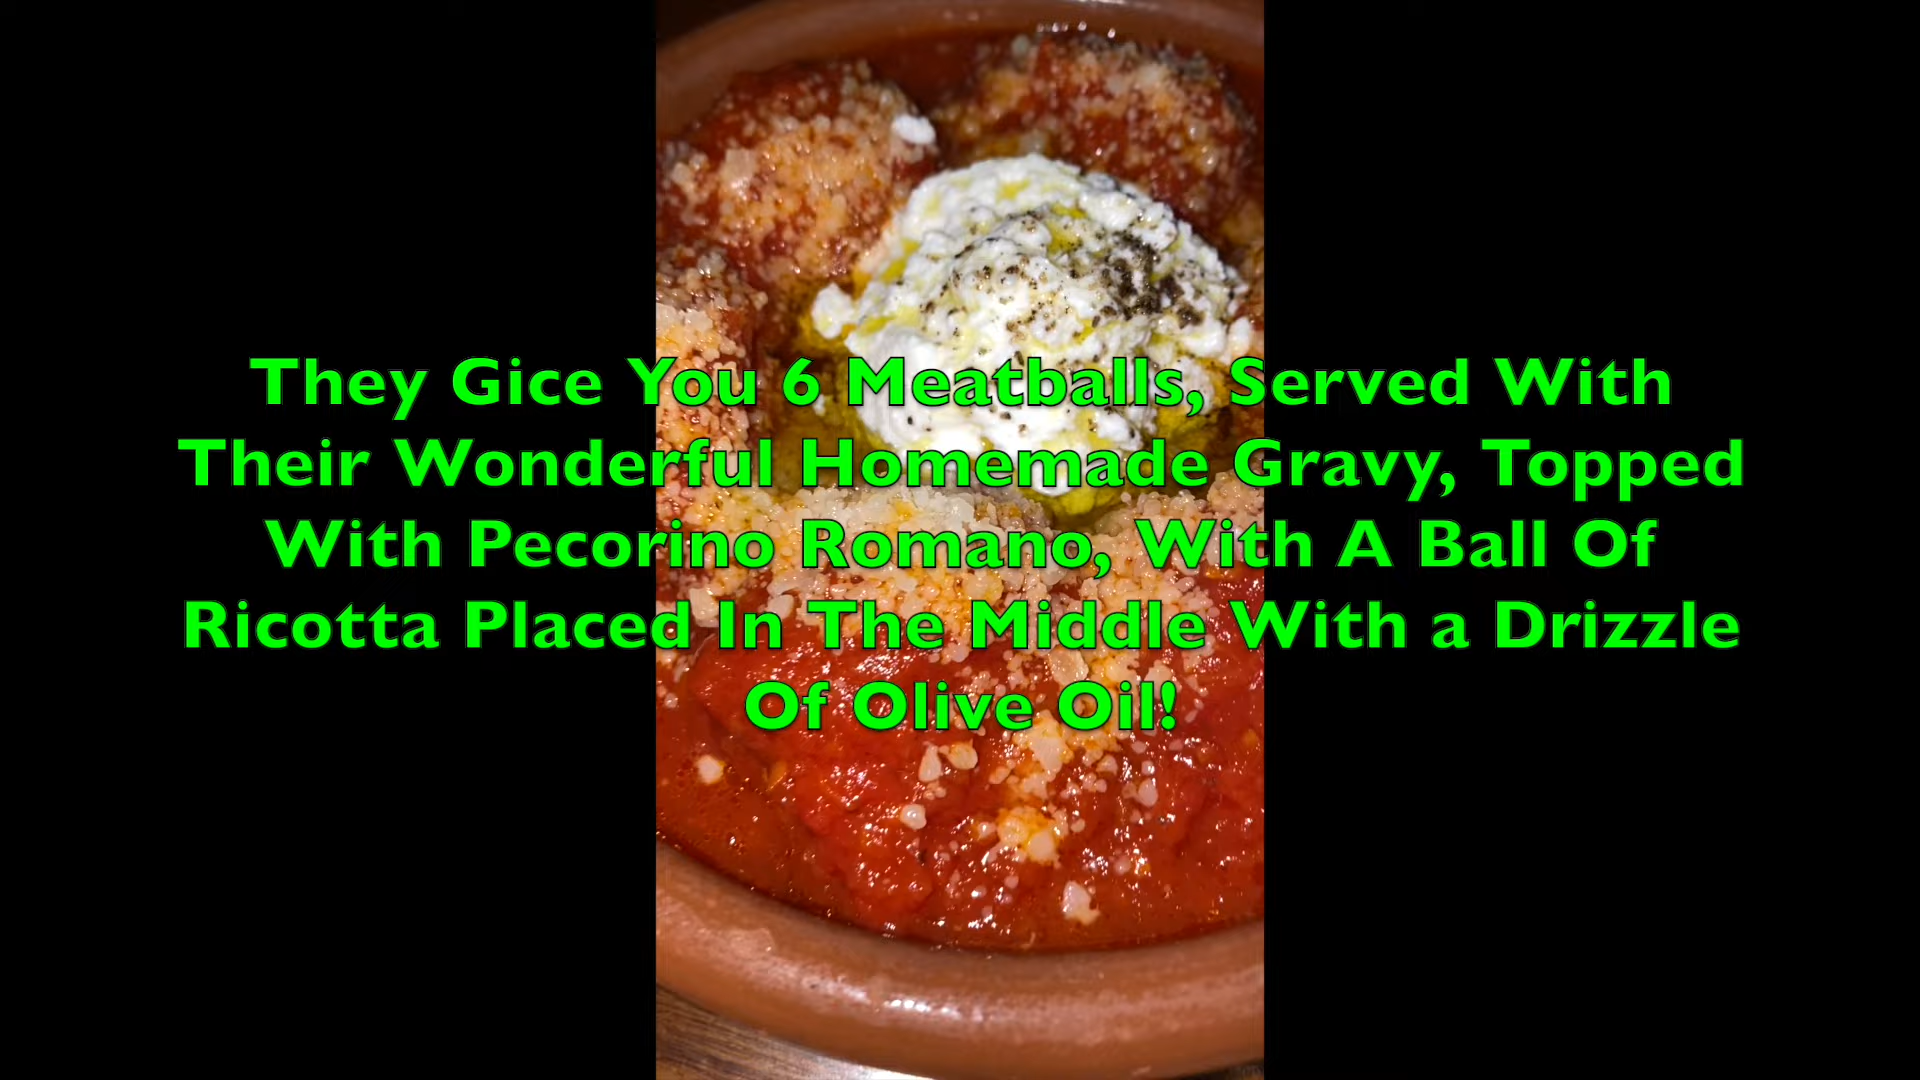 They Gice You 6 Meatballs, Served With
Their Wonderful Homemade Gravy, Topped
With Pecorino Romano, With A Ball Of
Ricotta Placed In The Middle With a Drizzle
Of Olive Oil!